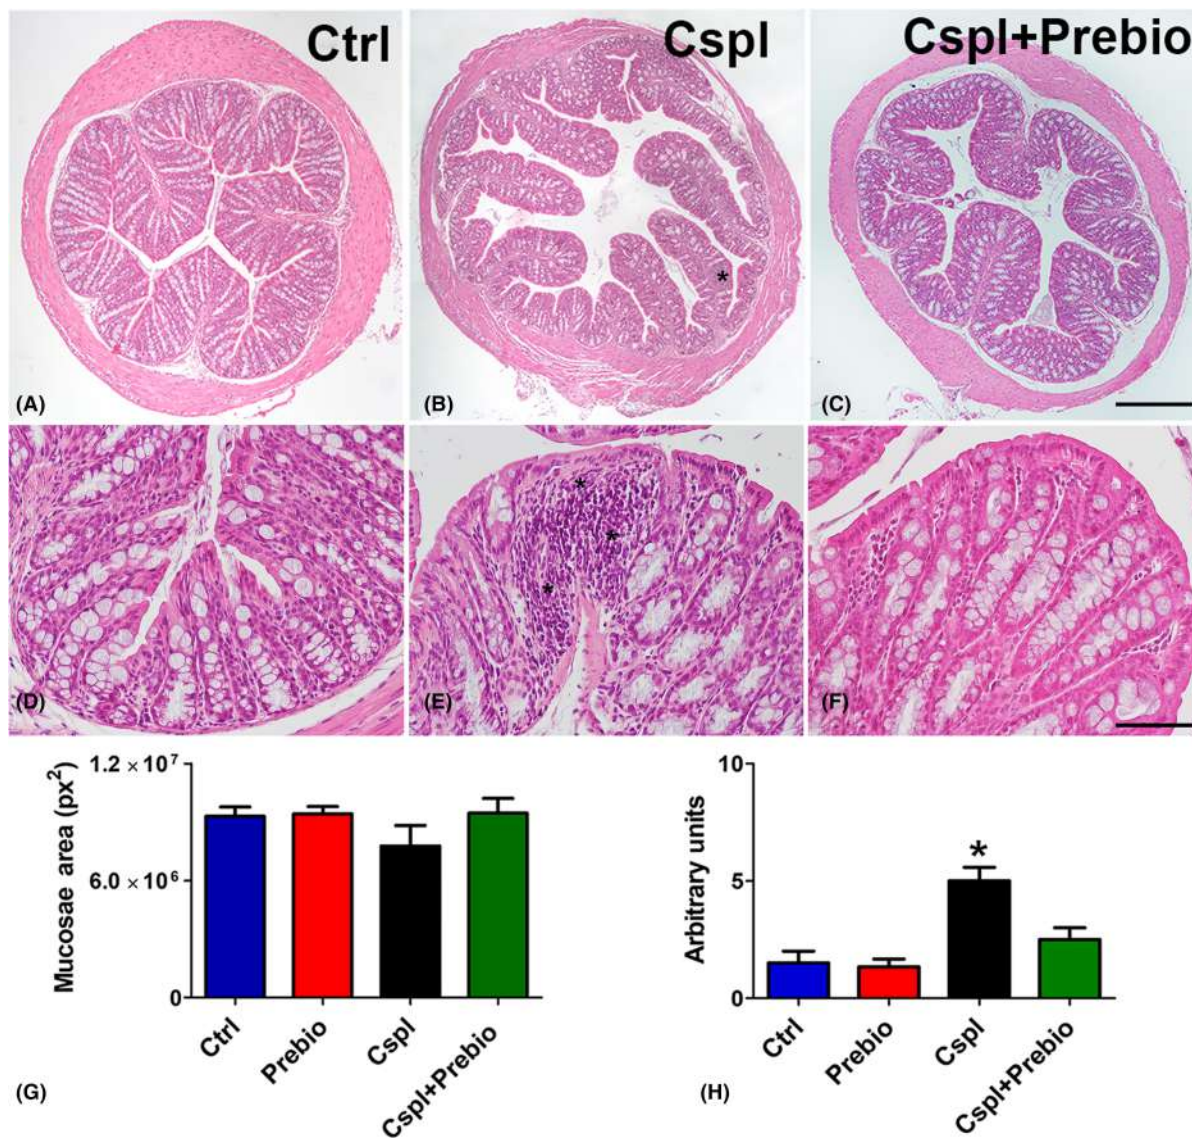 Ctrl
Cspl
Cspl+Prebio
(A)
(B)
*
(C)
(D)
(E)
*
*
*
(F)
Mucosae area (px²)
1.2 × 10⁷
6.0 × 10⁶
0
Ctrl
Prebio
Cspl
Cspl+Prebio
(G)
Arbitrary units
10
5
0
*
Ctrl
Prebio
Cspl
Cspl+Prebio
(H)